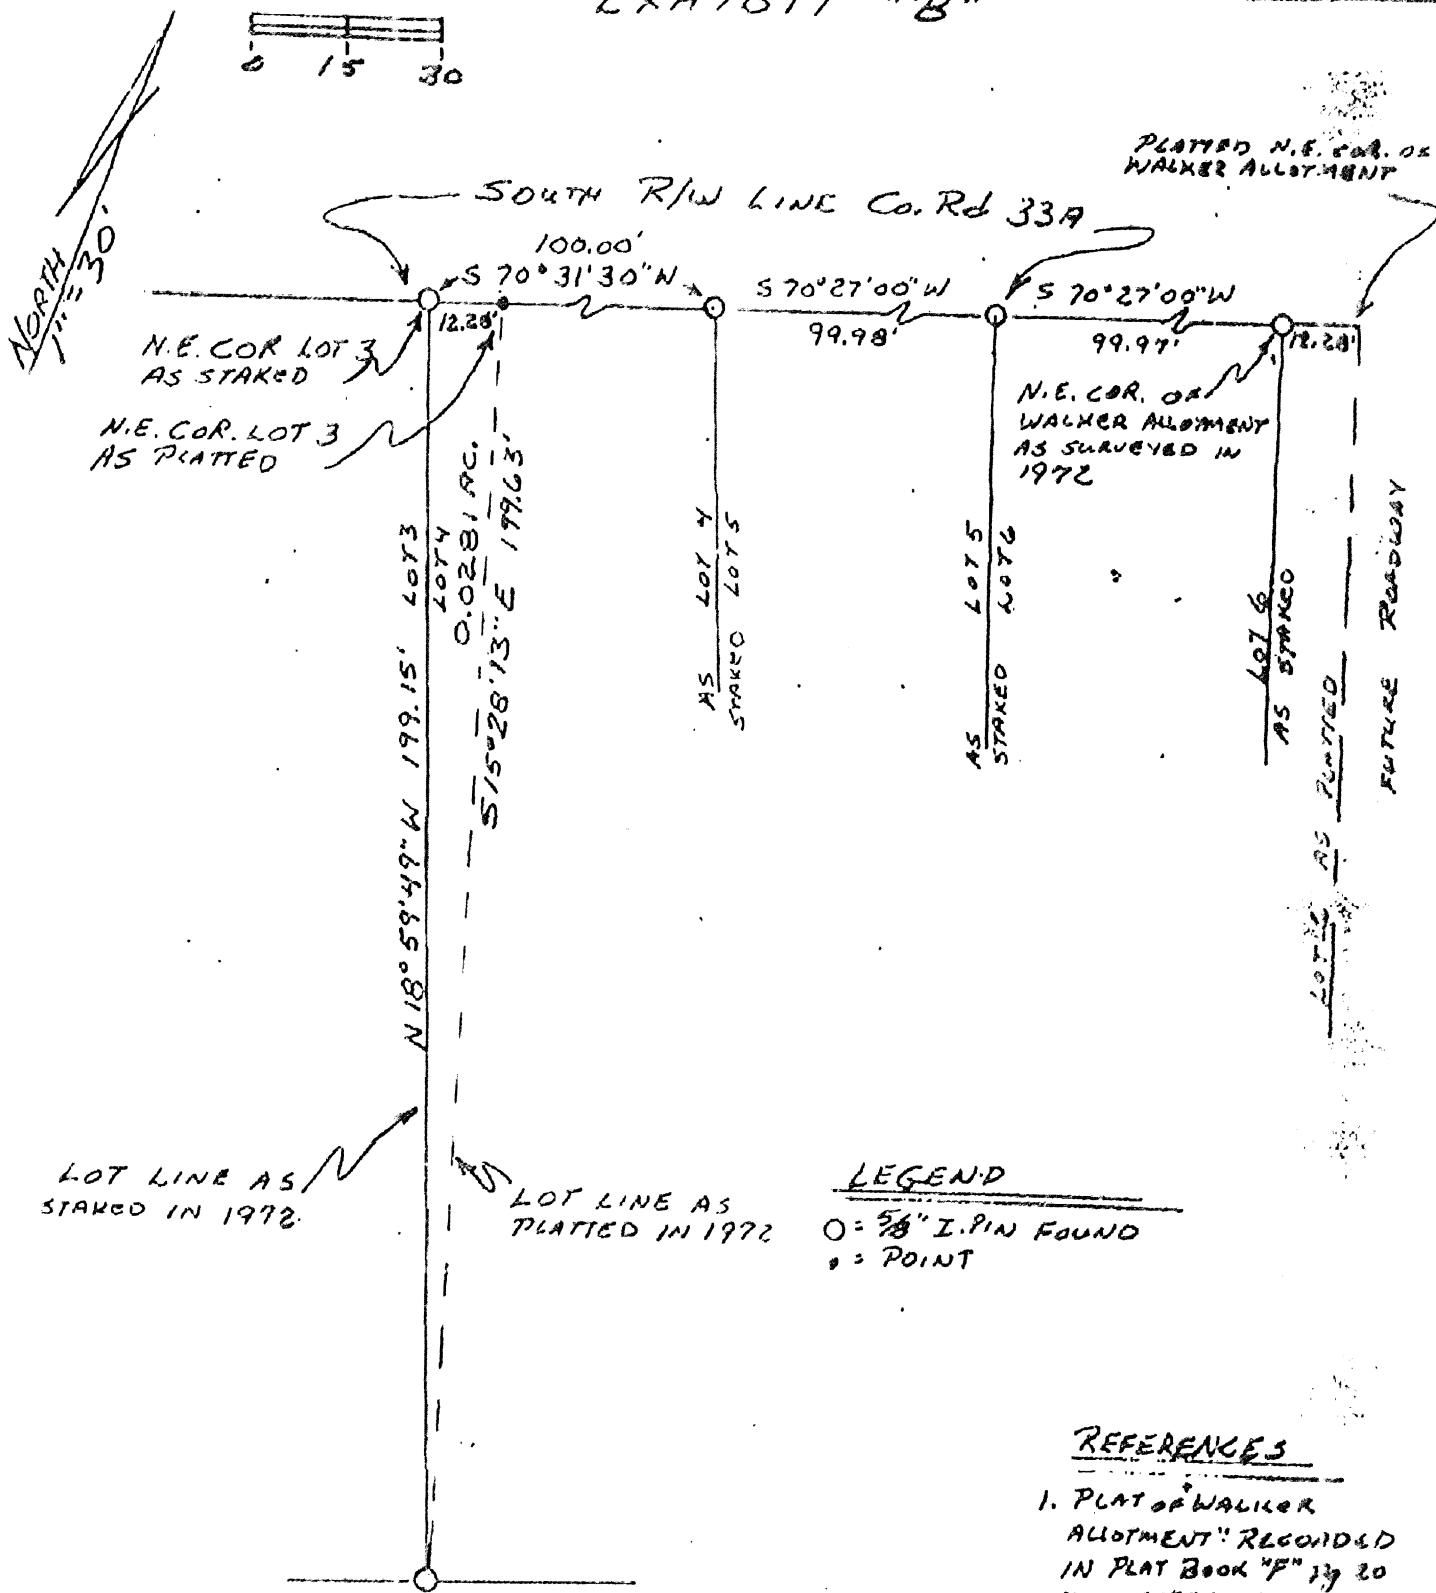 EXHIBIT "B"
0 15 30
NORTH
1"=30'
PLATTED N.E. COR. OF
WALKER ALLOTMENT
SOUTH R/W LINE Co. Rd 33A
100.00'
S 70°31'30" W
S 70°27'00" W
S 70°27'00" W
12.28'
99.98'
99.97'
12.28'
N.E. COR LOT 3
AS STAKED
N.E. COR. LOT 3
AS PLATTED
N.E. COR. OF
WALKER ALLOTMENT
AS SURVEYED IN
1972
N 18°59'49" W 199.15' LOT 3
LOT 4
0.0281 AC.
S 15°28'13" E 199.63'
AS LOT 4
STAKED LOT 5
AS LOT 5
STAKED LOT 6
LOT 6
AS STAKED
LOT 6 AS PLATTED
FUTURE ROADWAY
LOT LINE AS
STAKED IN 1972
LOT LINE AS
PLATTED IN 1972
LEGEND
O = 5/8" I. PIN FOUND
• = POINT
REFERENCES
1. PLAT OF "WALKER
ALLOTMENT" RECORDED
IN PLAT BOOK "F" Pg 20